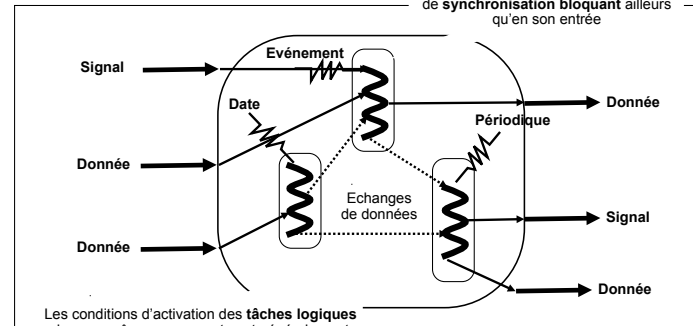 de synchronisation bloquant ailleurs
qu'en son entrée
Evénement
Signal
Date
Donnée
Périodique
Donnée
Echanges
de données
Signal
Donnée
Donnée
Les conditions d'activation des tâches logiques